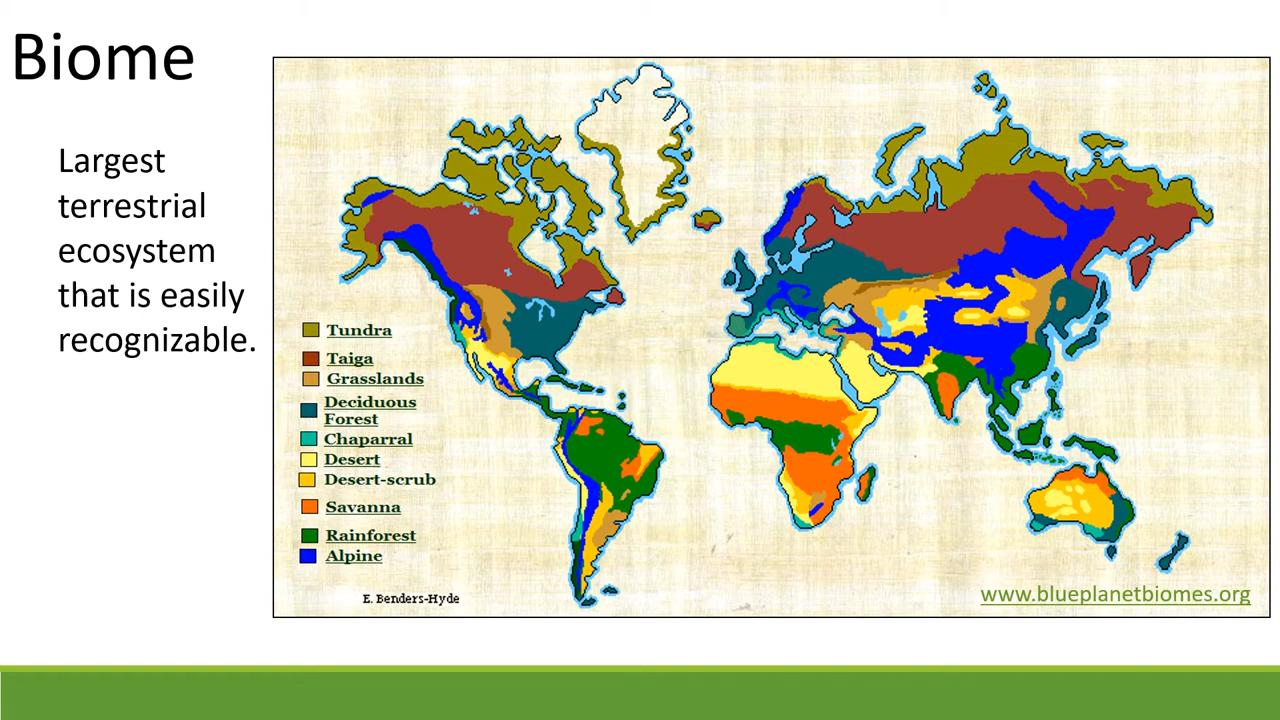 Biome
Largest
terrestrial
ecosystem
that is easily
recognizable.
Tundra
Taiga
Grasslands
Deciduous
Forest
Chaparral
Desert
Desert-scrub
Savanna
Rainforest
Alpine
E. Benders-Hyde
www.blueplanetbiomes.org